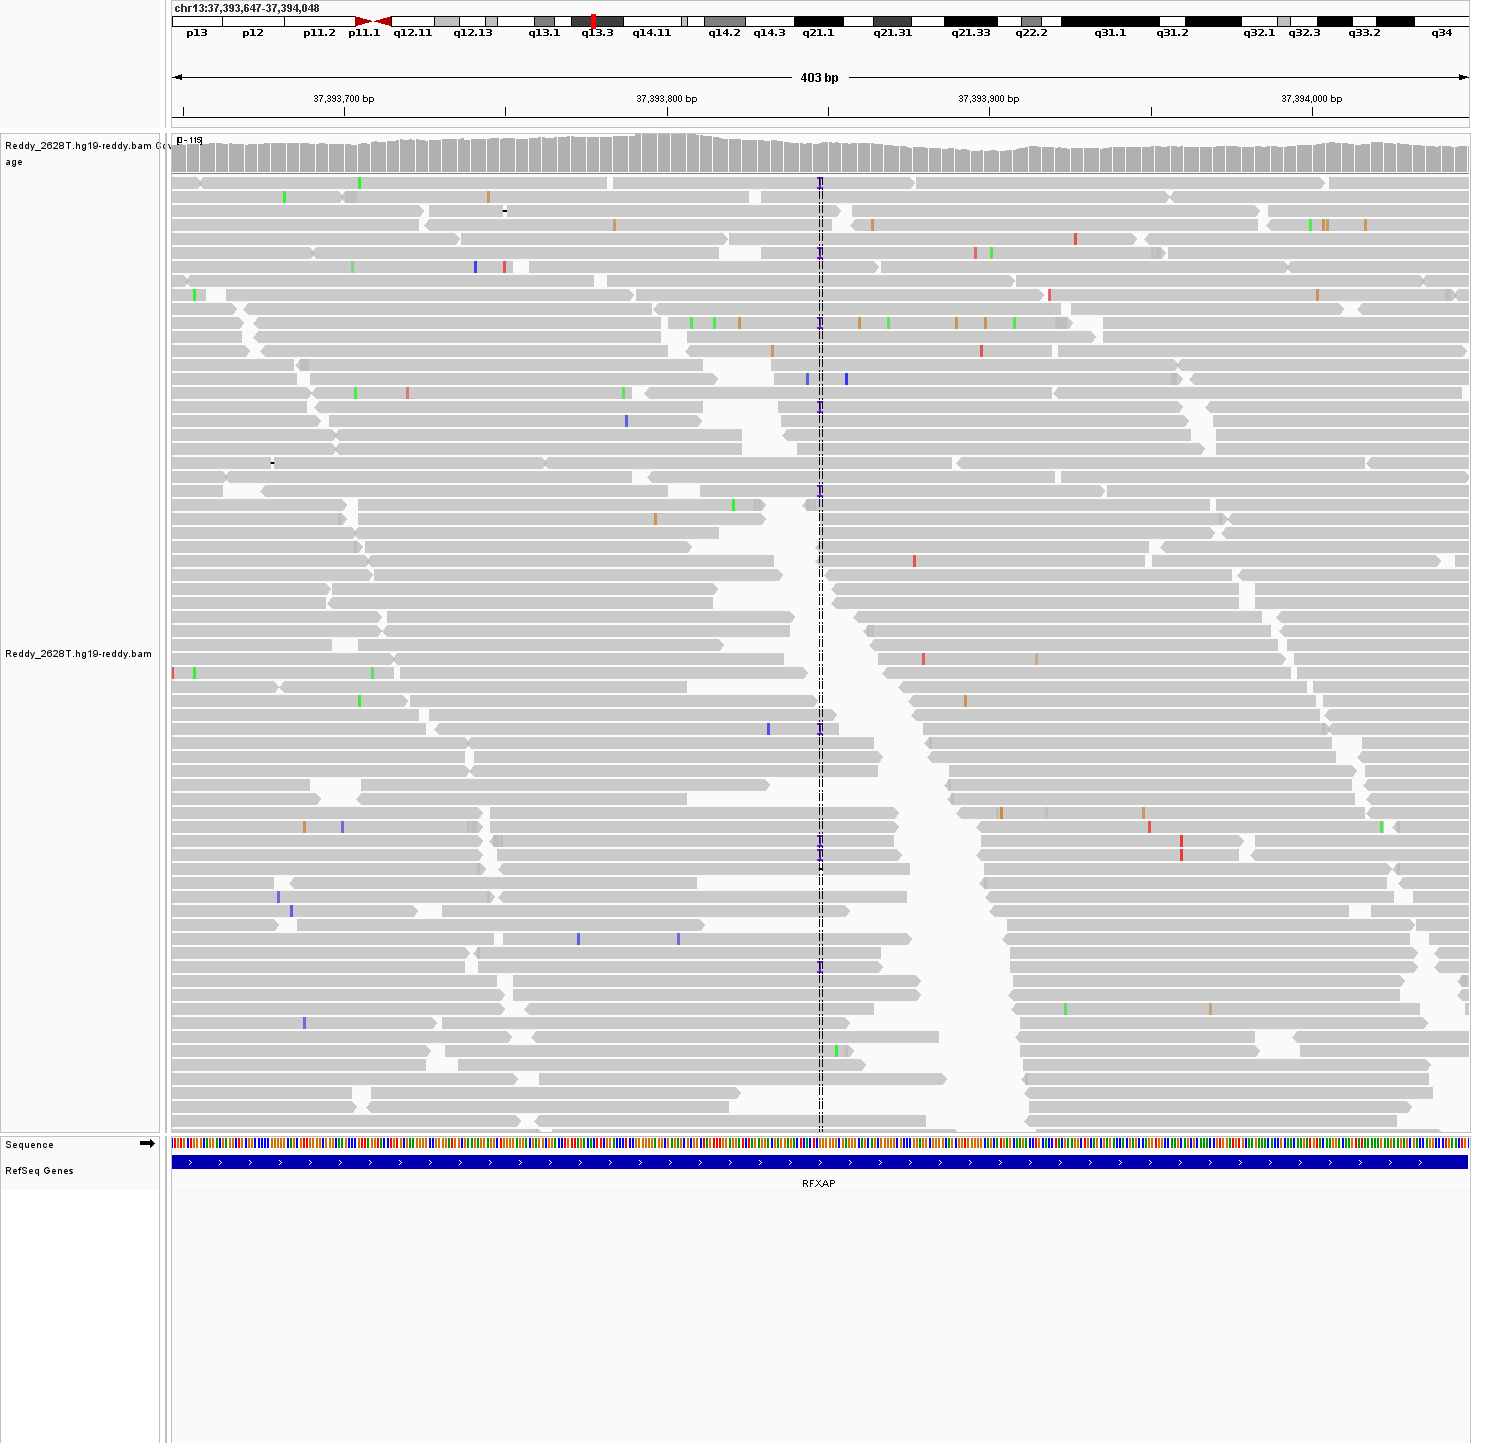 chr13:37,393,647-37,394,048
p13 p12 p11.2 p11.1 q12.11 q12.13 q13.1 q13.3 q14.11 q14.2 q14.3 q21.1 q21.31 q21.33 q22.2 q31.1 q31.2 q32.1 q32.3 q33.2 q34
403 bp
37,393,700 bp 37,393,800 bp 37,393,900 bp 37,394,000 bp
Reddy_2628T.hg19-reddy.bam Cov
age
[0 - 115]
Reddy_2628T.hg19-reddy.bam
Sequence
RefSeq Genes
RFXAP